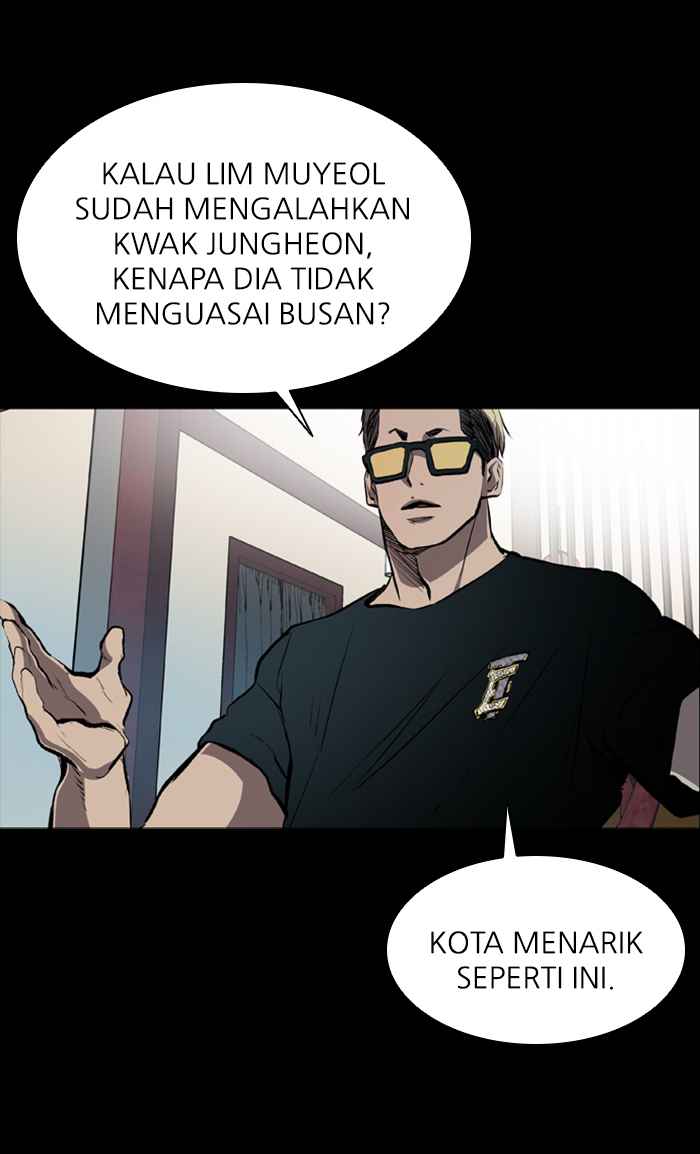 KALAU LIM MUYEOL
SUDAH MENGALAHKAN
KWAK JUNGHEON,
KENAPA DIA TIDAK
MENGUASAI BUSAN?
KOTA MENARIK
SEPERTI INI.